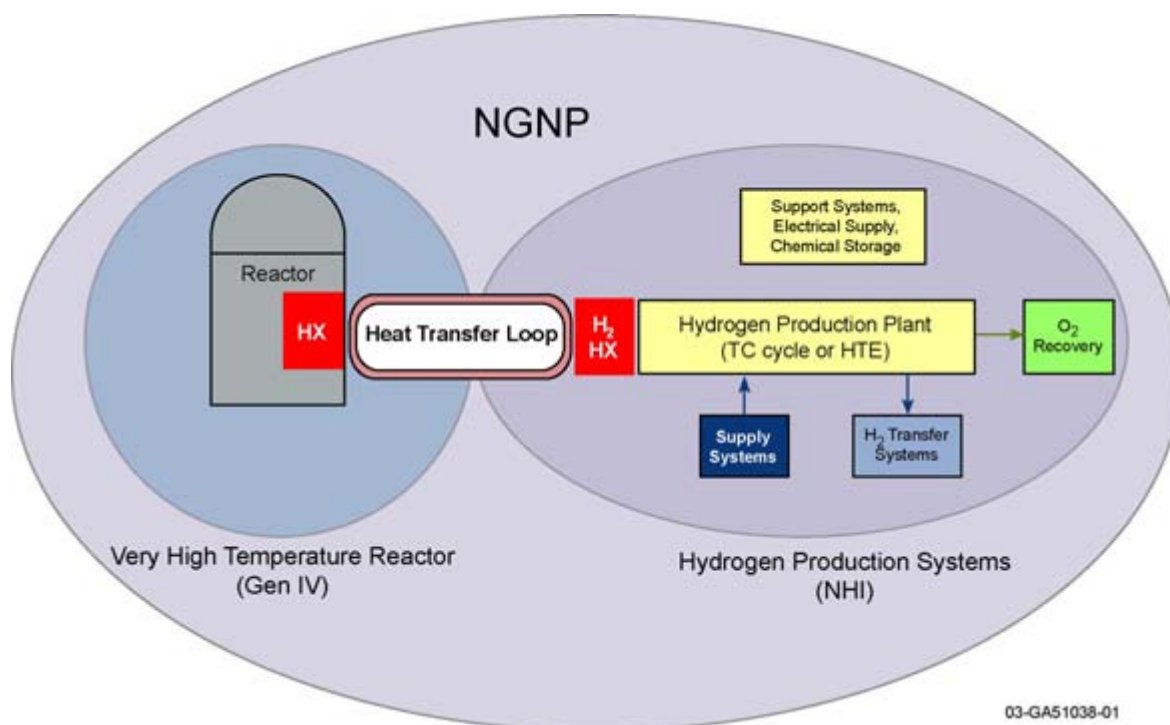 NGNP
Support Systems,
Electrical Supply,
Chemical Storage
Reactor
HX
Heat Transfer Loop
H₂
HX
Hydrogen Production Plant
(TC cycle or HTE)
O₂
Recovery
Supply
Systems
H₂ Transfer
Systems
Very High Temperature Reactor
(Gen IV)
Hydrogen Production Systems
(NHI)
03-GA51038-01